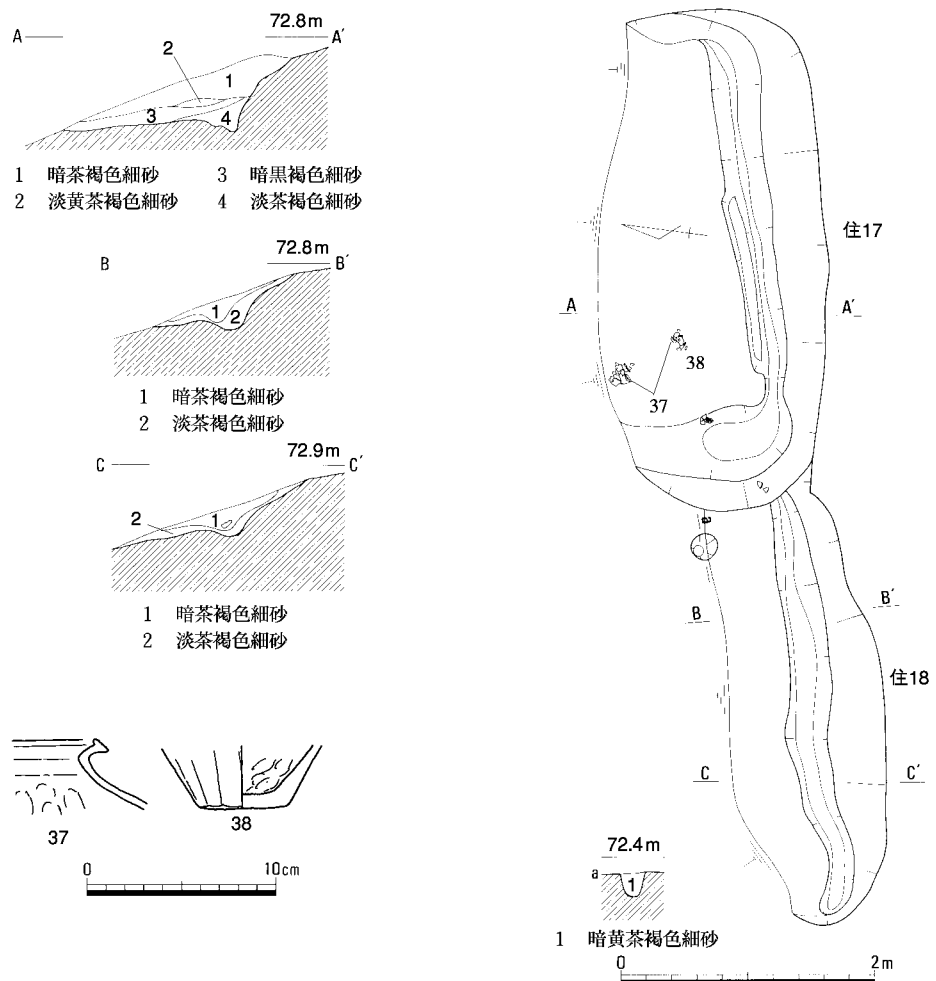 72.8m
A A′
2
1
3 4
1 暗茶褐色細砂 3 暗黒褐色細砂
2 淡黄茶褐色細砂 4 淡茶褐色細砂
72.8m
B B′
1 2
1 暗茶褐色細砂
2 淡茶褐色細砂
72.9m
C C′
2 1
1 暗茶褐色細砂
2 淡茶褐色細砂
37 38
0 10cm
住17
A A′
38
37
a
B B′
住18
C C′
72.4m
a
1
1 暗黄茶褐色細砂
0 2m